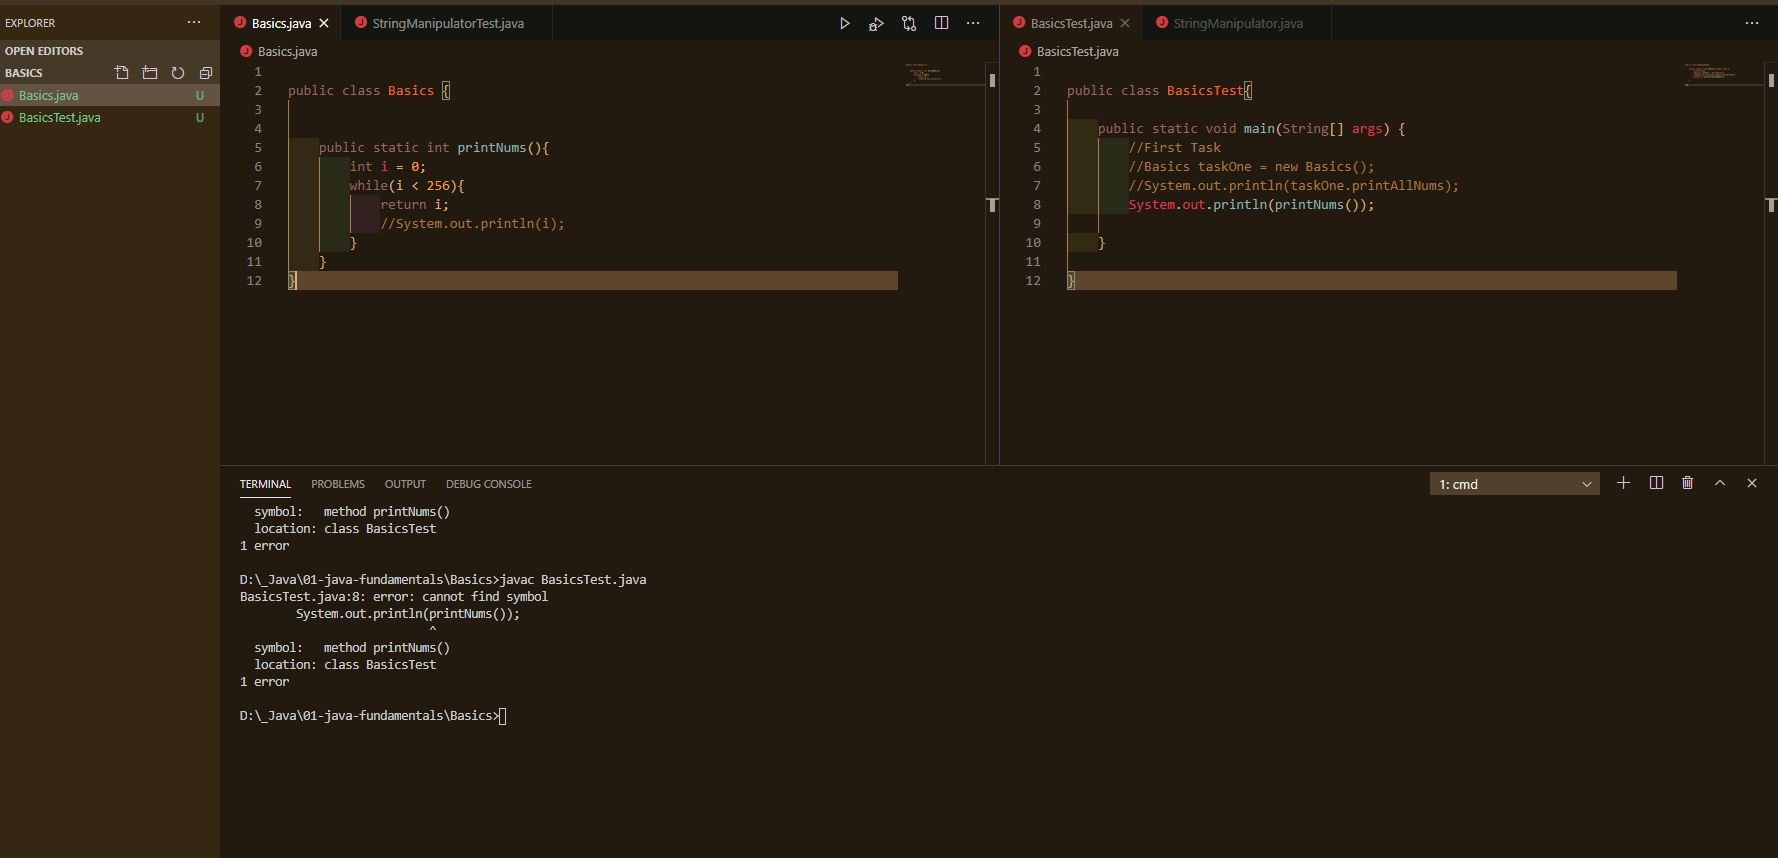 EXPLORER
OPEN EDITORS
BASICS
Basics.java U
BasicsTest.java U
Basics.java StringManipulatorTest.java
Basics.java
1
2 public class Basics {
3
4
5 public static int printNums(){
6 int i = 0;
7 while(i < 256){
8 return i;
9 //System.out.println(i);
10 }
11 }
12 }
BasicsTest.java StringManipulator.java
BasicsTest.java
1
2 public class BasicsTest{
3
4 public static void main(String[] args) {
5 //First Task
6 //Basics taskOne = new Basics();
7 //System.out.println(taskOne.printAllNums);
8 System.out.println(printNums());
9
10 }
11
12 }
TERMINAL PROBLEMS OUTPUT DEBUG CONSOLE 1: cmd
symbol: method printNums()
location: class BasicsTest
1 error
D:\_Java\01-java-fundamentals\Basics>javac BasicsTest.java
BasicsTest.java:8: error: cannot find symbol
System.out.println(printNums());
^
symbol: method printNums()
location: class BasicsTest
1 error
D:\_Java\01-java-fundamentals\Basics>